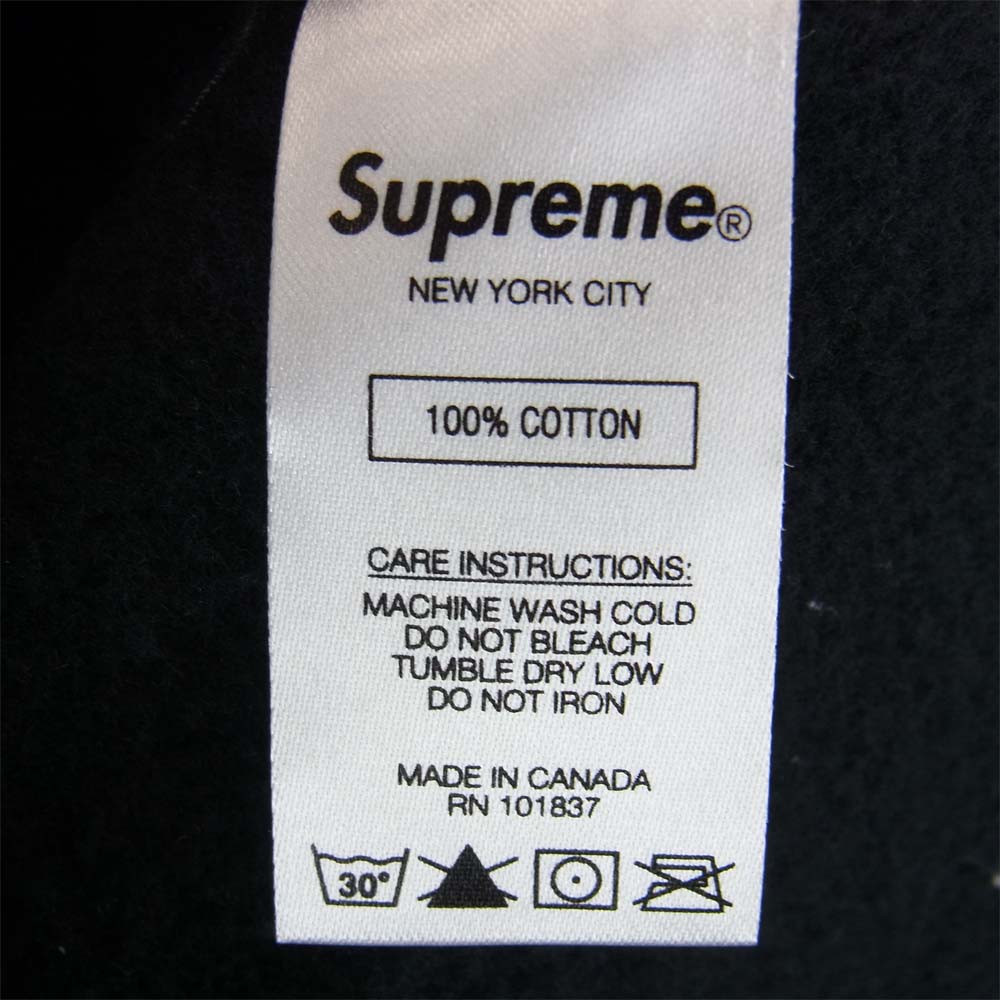 Supreme®
NEW YORK CITY
100% COTTON
CARE INSTRUCTIONS:
MACHINE WASH COLD
DO NOT BLEACH
TUMBLE DRY LOW
DO NOT IRON
MADE IN CANADA
RN 101837
30°